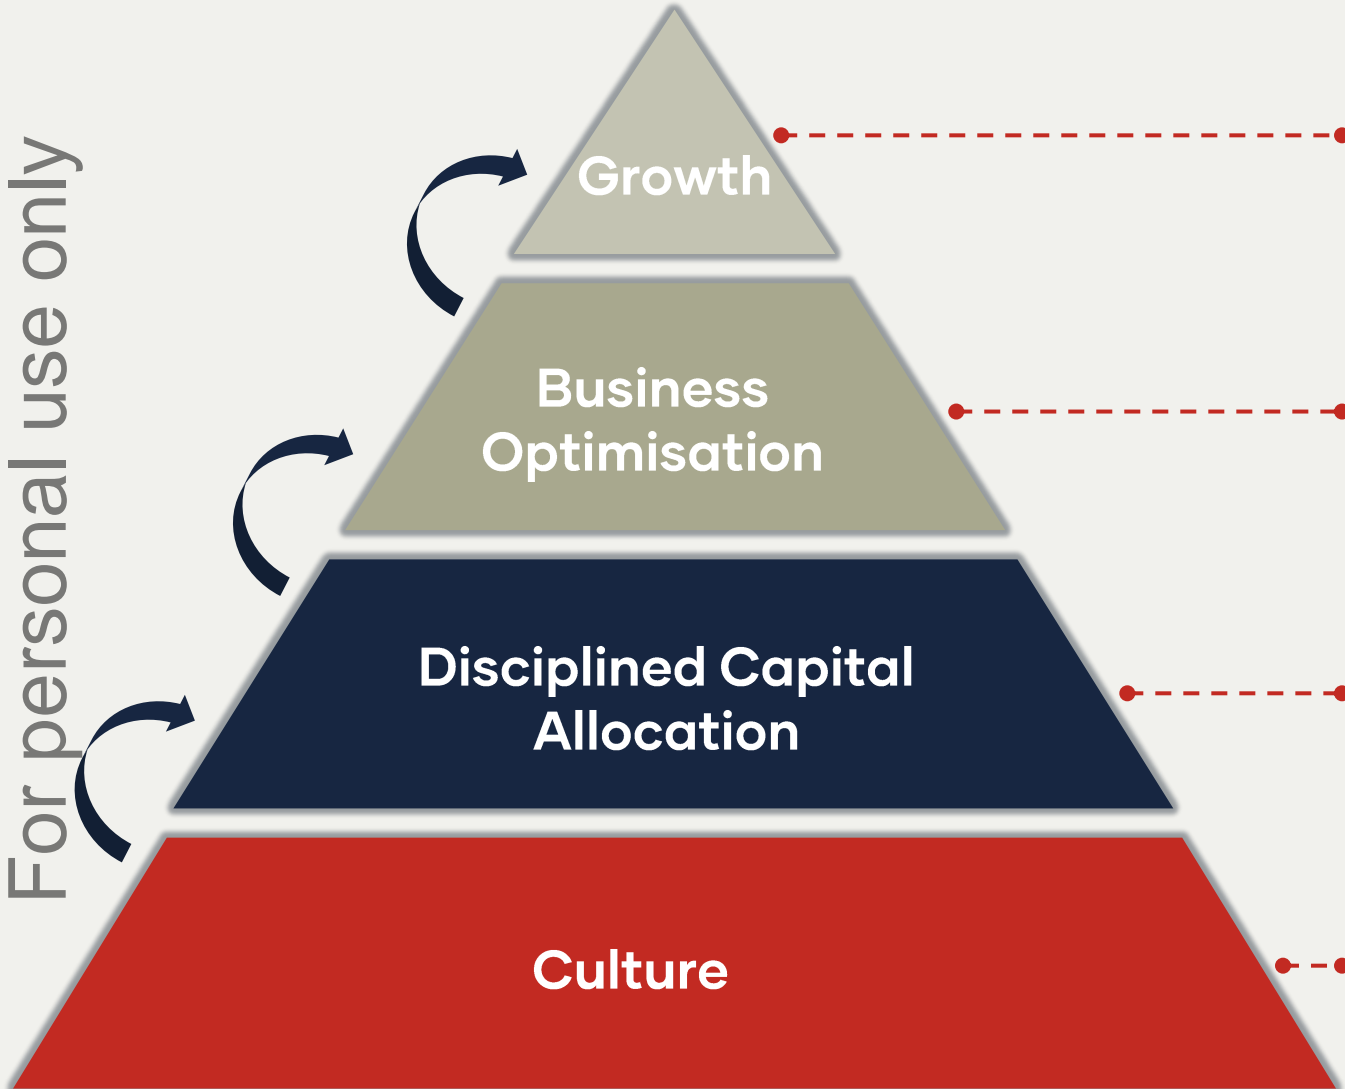 For personal use only
Growth
Business
Optimisation
Disciplined Capital
Allocation
Culture